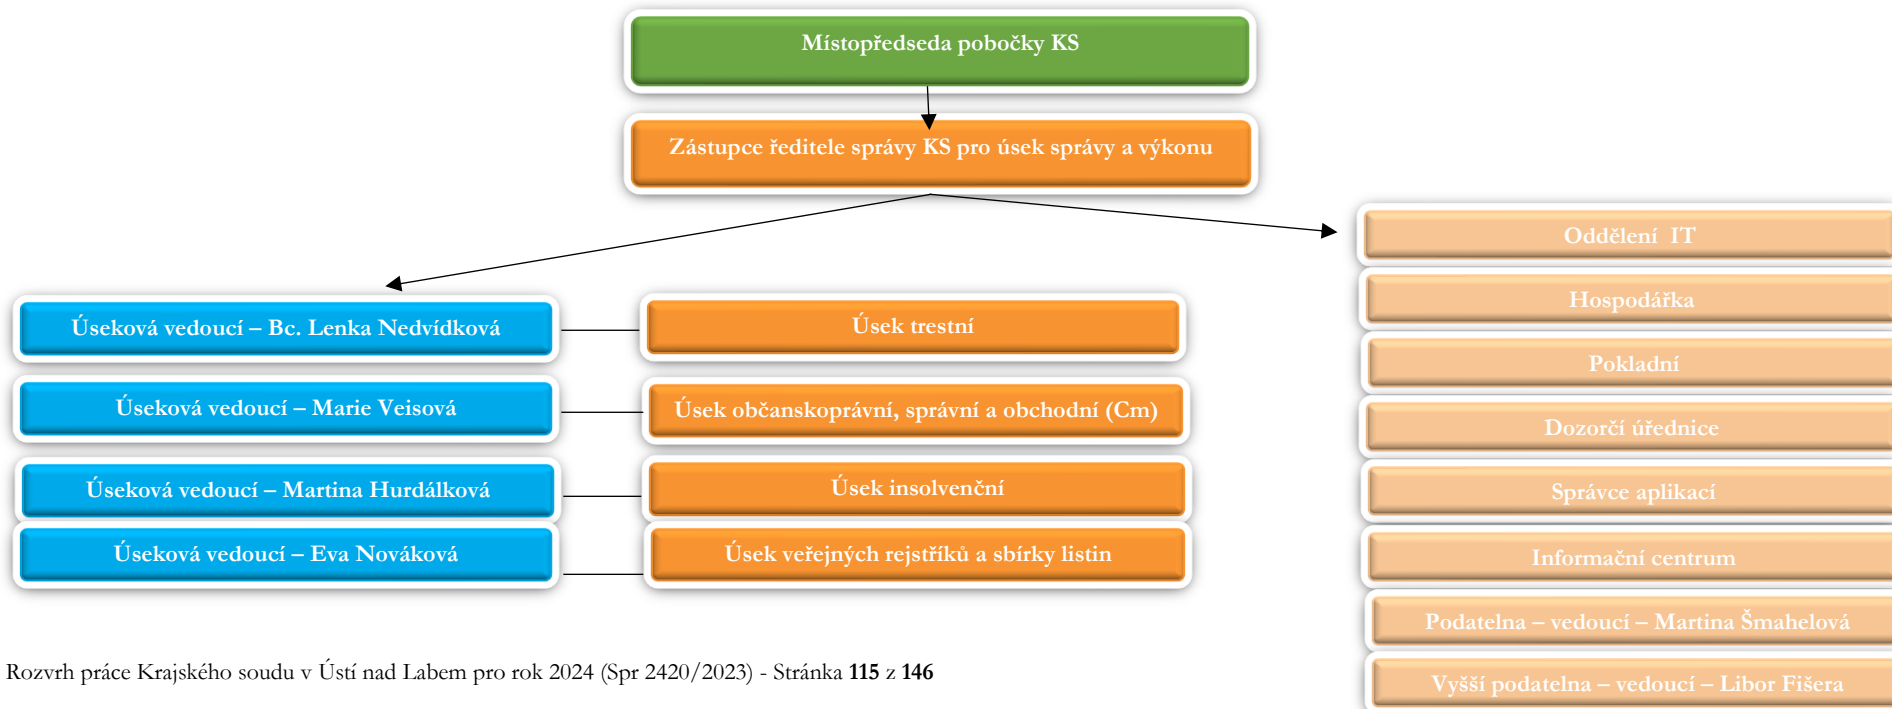 Místopředseda pobočky KS
Zástupce ředitele správy KS pro úsek správy a výkonu
Úseková vedoucí – Bc. Lenka Nedvídková
Úsek trestní
Úseková vedoucí – Marie Veisová
Úsek občanskoprávní, správní a obchodní (Cm)
Úseková vedoucí – Martina Hurdálková
Úsek insolvenční
Úseková vedoucí – Eva Nováková
Úsek veřejných rejstříků a sbírky listin
Oddělení IT
Hospodářka
Pokladní
Dozorčí úřednice
Správce aplikací
Informační centrum
Podatelna – vedoucí – Martina Šmahelová
Vyšší podatelna – vedoucí – Libor Fišera
Rozvrh práce Krajského soudu v Ústí nad Labem pro rok 2024 (Spr 2420/2023) - Stránka 115 z 146